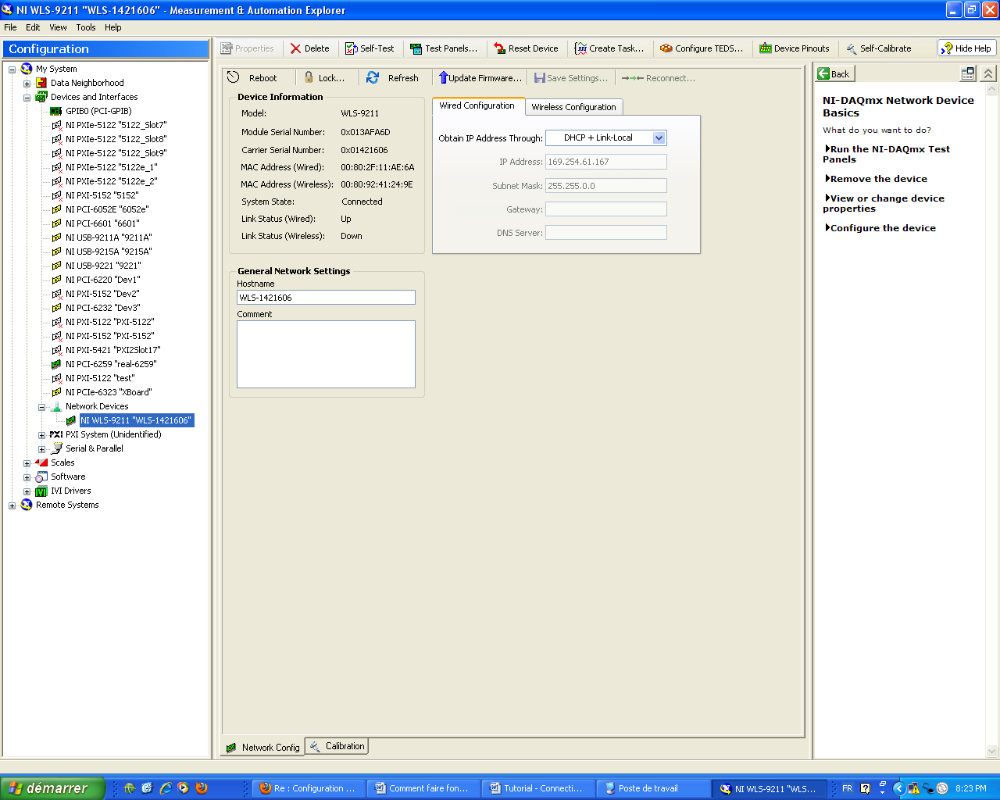 NI WLS-9211 "WLS-1421606" - Measurement & Automation Explorer
File Edit View Tools Help
Configuration
My System
Data Neighborhood
Devices and Interfaces
GPIB0 (PCI-GPIB)
NI PXIe-5122 "5122_Slot7"
NI PXIe-5122 "5122_Slot8"
NI PXIe-5122 "5122_Slot9"
NI PXIe-5122 "5122e_1"
NI PXIe-5122 "5122e_2"
NI PXI-5152 "5152"
NI PCI-6052E "6052e"
NI PCI-6601 "6601"
NI USB-9211A "9211A"
NI USB-9215A "9215A"
NI USB-9221 "9221"
NI PCI-6220 "Dev1"
NI PXI-5152 "Dev2"
NI PCI-6232 "Dev3"
NI PXI-5122 "PXI-5122"
NI PXI-5152 "PXI-5152"
NI PXI-5421 "PXI2Slot17"
NI PCI-6259 "real-6259"
NI PXI-5122 "test"
NI PCIe-6323 "XBoard"
Network Devices
NI WLS-9211 "WLS-1421606"
PXI PXI System (Unidentified)
Serial & Parallel
Scales
Software
IVI Drivers
Remote Systems
Properties Delete Self-Test Test Panels... Reset Device Create Task... Configure TEDS... Device Pinouts Self-Calibrate Hide Help
Reboot Lock... Refresh Update Firmware... Save Settings... Reconnect...
Device Information
Model: WLS-9211
Module Serial Number: 0x013AFA6D
Carrier Serial Number: 0x01421606
MAC Address (Wired): 00:80:2F:11:AE:6A
MAC Address (Wireless): 00:80:92:41:24:9E
System State: Connected
Link Status (Wired): Up
Link Status (Wireless): Down
General Network Settings
Hostname
WLS-1421606
Comment
Wired Configuration Wireless Configuration
Obtain IP Address Through: DHCP + Link-Local
IP Address: 169.254.61.167
Subnet Mask: 255.255.0.0
Gateway:
DNS Server:
Network Config Calibration
Back
NI-DAQmx Network Device
Basics
What do you want to do?
Run the NI-DAQmx Test
Panels
Remove the device
View or change device
properties
Configure the device
démarrer
Re : Configuration ...
Comment faire fon...
Tutorial - Connecti...
Poste de travail
NI WLS-9211 "WLS...
FR
8:23 PM